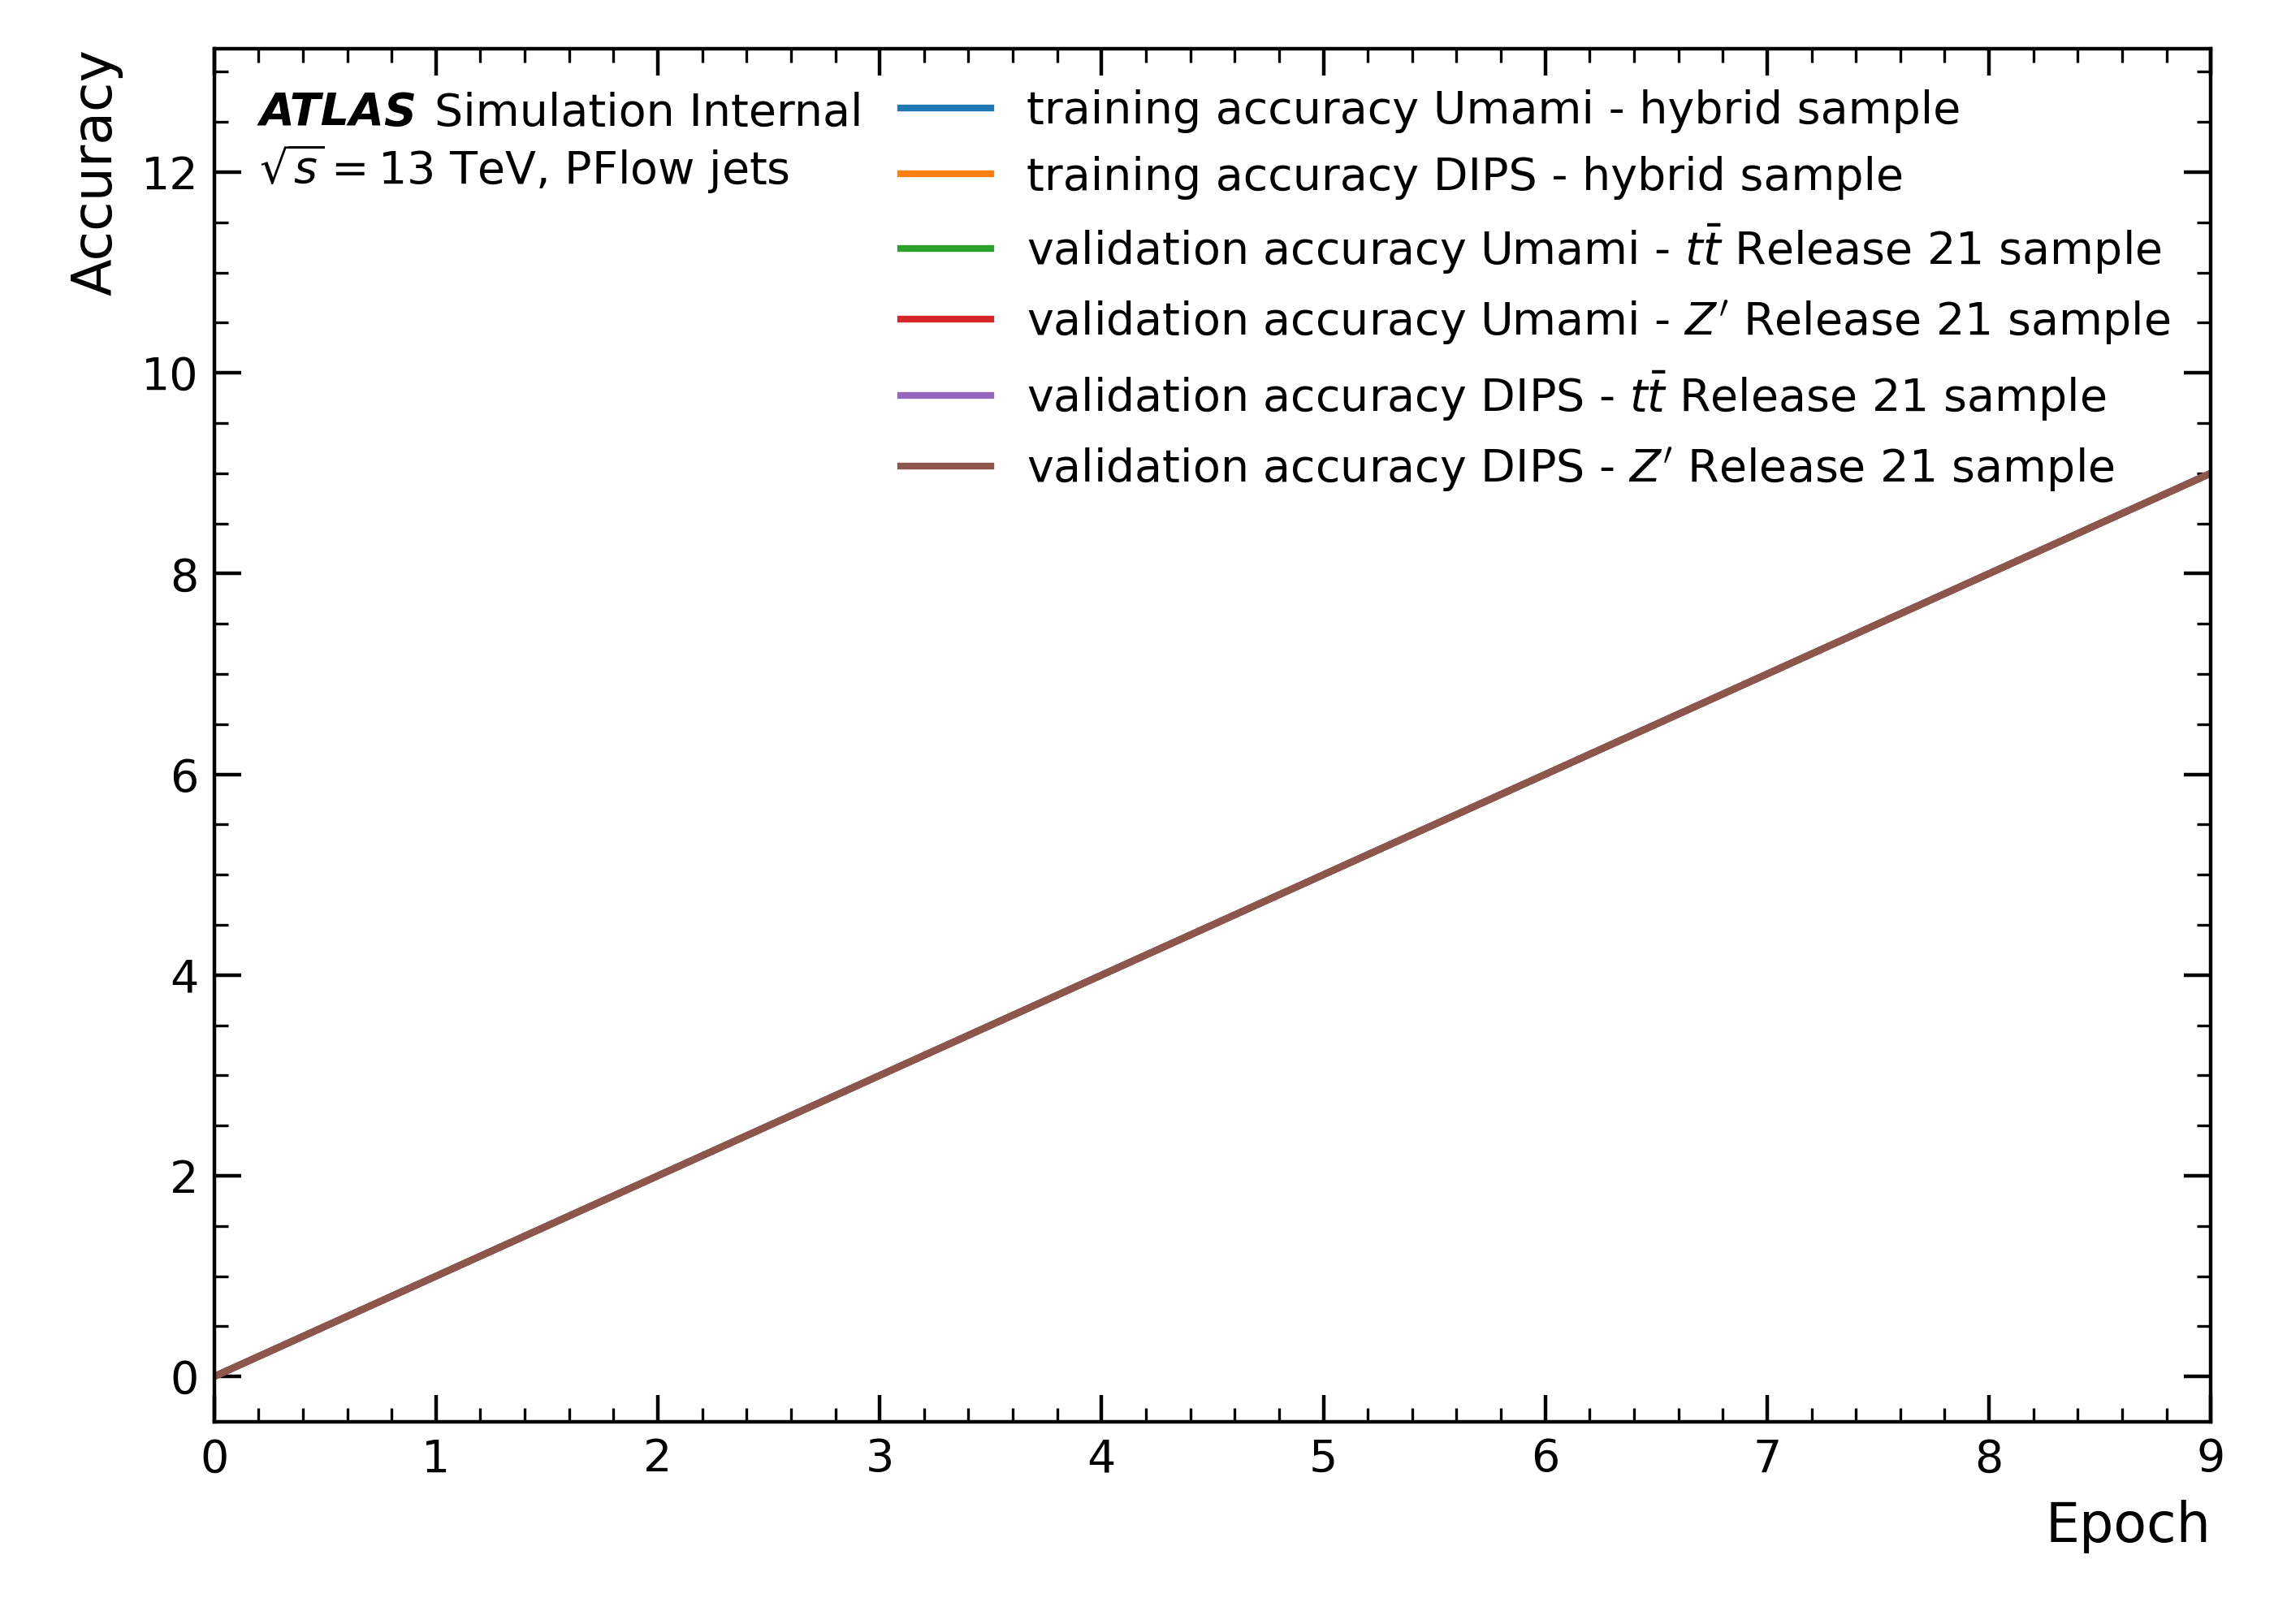 Accuracy
ATLAS Simulation Internal
√s = 13 TeV, PFlow jets
training accuracy Umami - hybrid sample
training accuracy DIPS - hybrid sample
validation accuracy Umami - tt̄ Release 21 sample
validation accuracy Umami - Z′ Release 21 sample
validation accuracy DIPS - tt̄ Release 21 sample
validation accuracy DIPS - Z′ Release 21 sample
12
10
8
6
4
2
0
0 1 2 3 4 5 6 7 8 9
Epoch